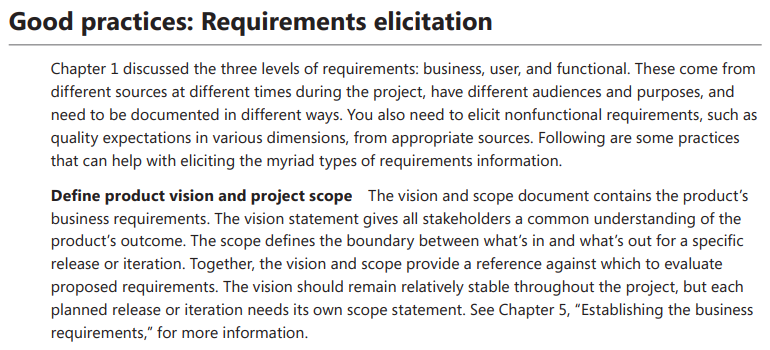 Good practices: Requirements elicitation
Chapter 1 discussed the three levels of requirements: business, user, and functional. These come from
different sources at different times during the project, have different audiences and purposes, and
need to be documented in different ways. You also need to elicit nonfunctional requirements, such as
quality expectations in various dimensions, from appropriate sources. Following are some practices
that can help with eliciting the myriad types of requirements information.
Define product vision and project scope The vision and scope document contains the product’s
business requirements. The vision statement gives all stakeholders a common understanding of the
product’s outcome. The scope defines the boundary between what’s in and what’s out for a specific
release or iteration. Together, the vision and scope provide a reference against which to evaluate
proposed requirements. The vision should remain relatively stable throughout the project, but each
planned release or iteration needs its own scope statement. See Chapter 5, “Establishing the business
requirements,” for more information.